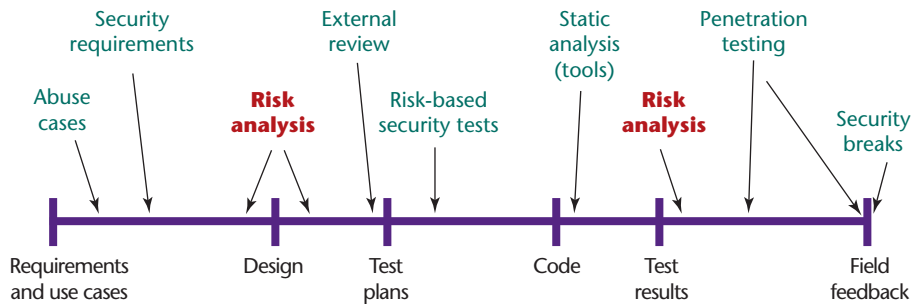 Security
requirements
External
review
Static
analysis
(tools)
Penetration
testing
Abuse
cases
Risk
analysis
Risk-based
security tests
Risk
analysis
Security
breaks
Requirements
and use cases
Design
Test
plans
Code
Test
results
Field
feedback